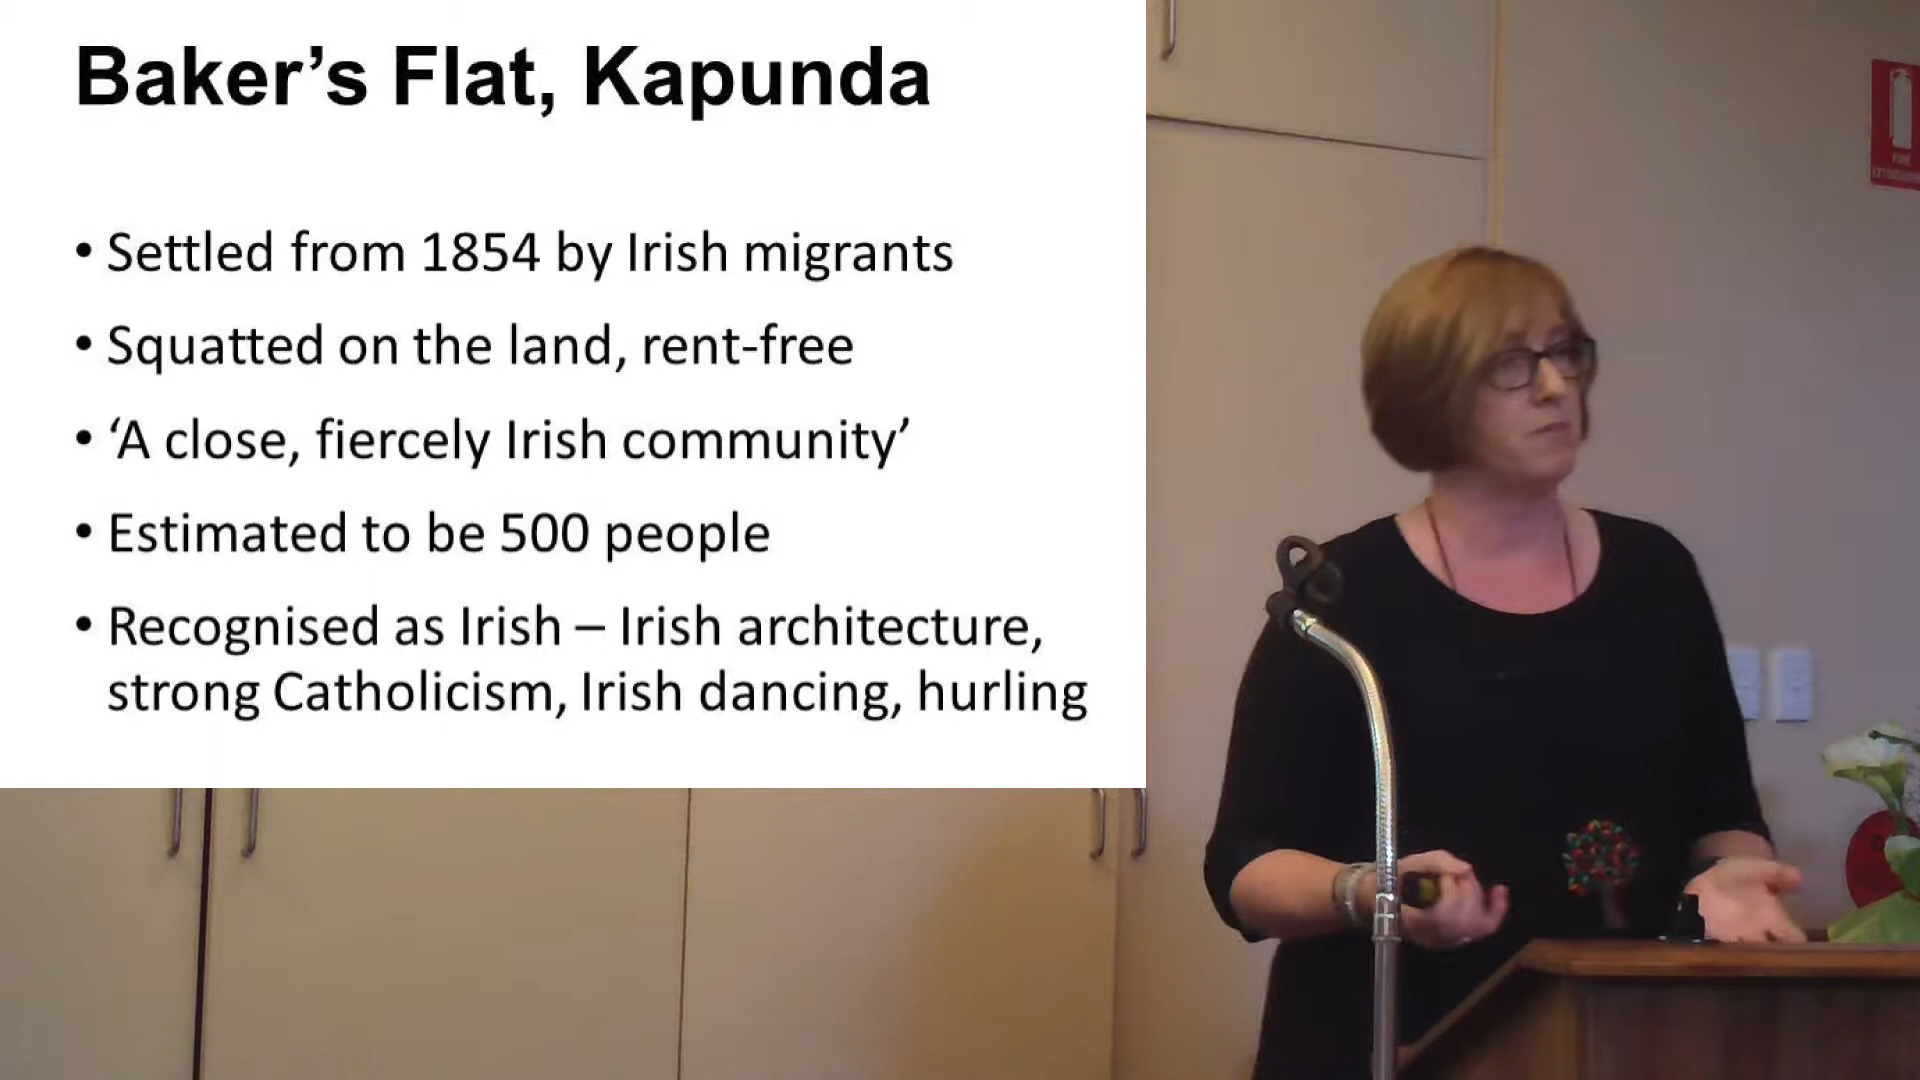 Baker’s Flat, Kapunda
• Settled from 1854 by Irish migrants
• Squatted on the land, rent-free
• ‘A close, fiercely Irish community’
• Estimated to be 500 people
• Recognised as Irish – Irish architecture,
strong Catholicism, Irish dancing, hurling
FIRE